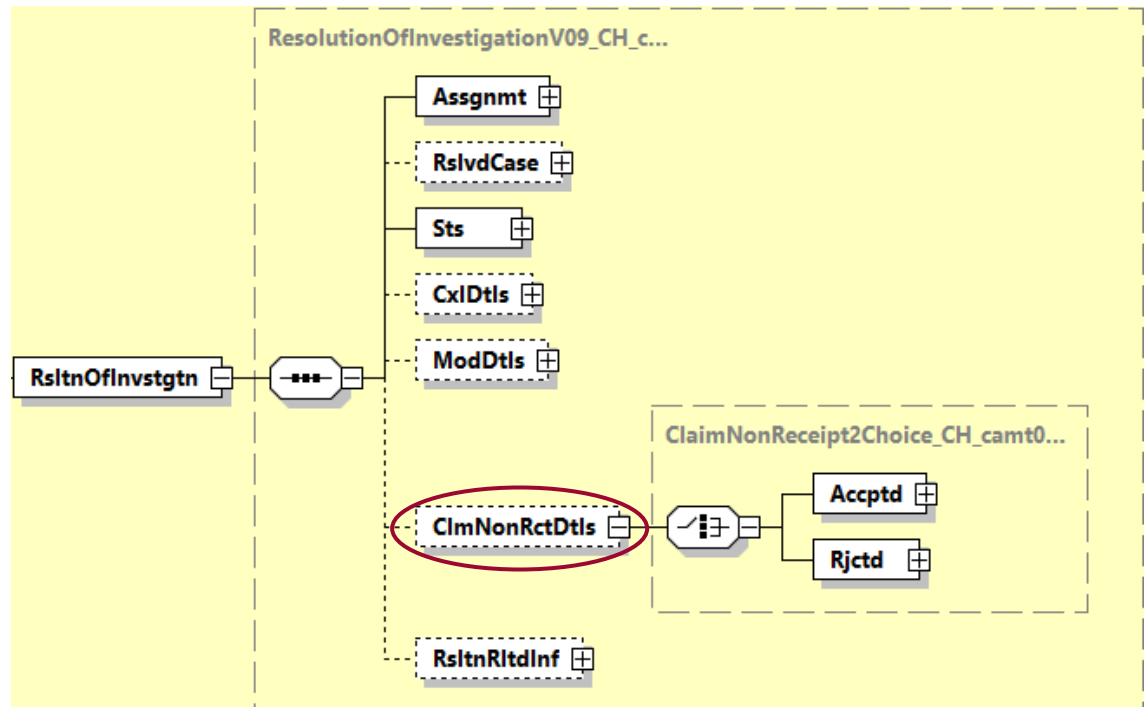 ResolutionOfInvestigationV09_CH_c...
Assgnmt
RslvdCase
Sts
CxlDtls
ModDtls
RsltnOfInvstgtn
ClaimNonReceipt2Choice_CH_camt0...
Accptd
ClmNonRctDtls
Rjctd
RsltnRltdInf